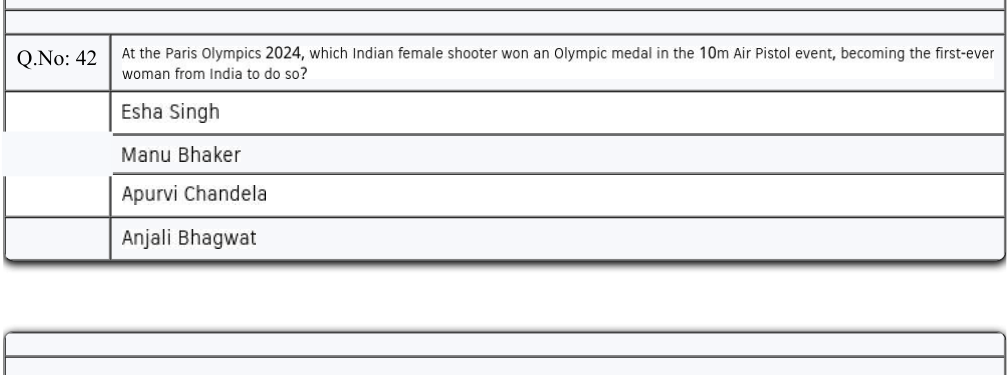 Q.No: 42
At the Paris Olympics 2024, which Indian female shooter won an Olympic medal in the 10m Air Pistol event, becoming the first-ever
woman from India to do so?
Esha Singh
Manu Bhaker
Apurvi Chandela
Anjali Bhagwat